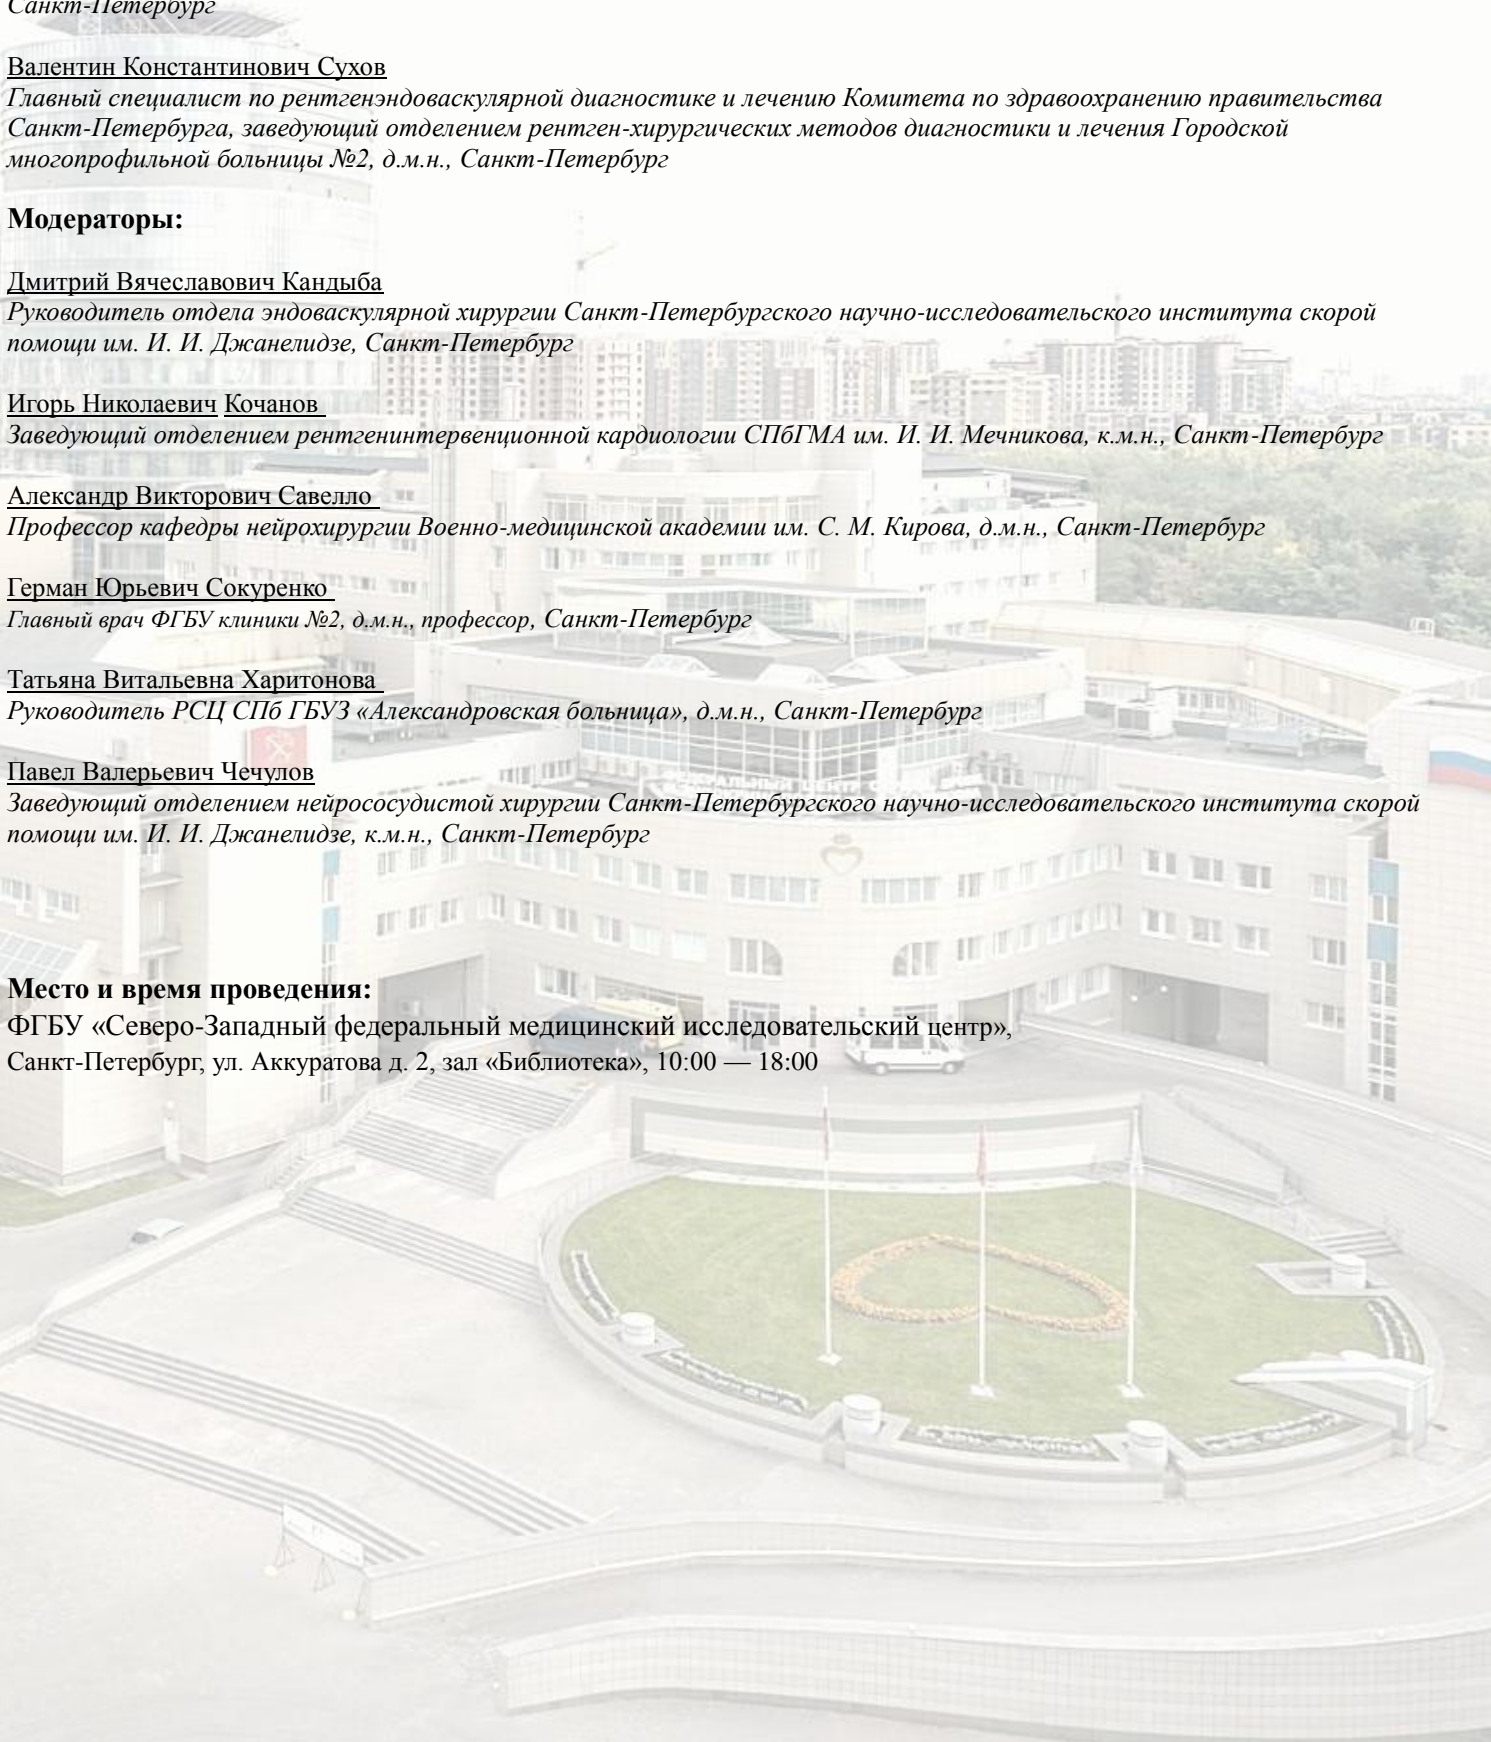 Санкт-Петербург
Валентин Константинович Сухов
Главный специалист по рентгенэндоваскулярной диагностике и лечению Комитета по здравоохранению правительства
Санкт-Петербурга, заведующий отделением рентген-хирургических методов диагностики и лечения Городской
многопрофильной больницы №2, д.м.н., Санкт-Петербург
Модераторы:
Дмитрий Вячеславович Кандыба
Руководитель отдела эндоваскулярной хирургии Санкт-Петербургского научно-исследовательского института скорой
помощи им. И. И. Джанелидзе, Санкт-Петербург
Игорь Николаевич Кочанов
Заведующий отделением рентгенинтервенционной кардиологии СПбГМА им. И. И. Мечникова, к.м.н., Санкт-Петербург
Александр Викторович Савелло
Профессор кафедры нейрохирургии Военно-медицинской академии им. С. М. Кирова, д.м.н., Санкт-Петербург
Герман Юрьевич Сокуренко
Главный врач ФГБУ клиники №2, д.м.н., профессор, Санкт-Петербург
Татьяна Витальевна Харитонова
Руководитель РСЦ СПб ГБУЗ «Александровская больница», д.м.н., Санкт-Петербург
Павел Валерьевич Чечулов
Заведующий отделением нейрососудистой хирургии Санкт-Петербургского научно-исследовательского института скорой
помощи им. И. И. Джанелидзе, к.м.н., Санкт-Петербург
Место и время проведения:
ФГБУ «Северо-Западный федеральный медицинский исследовательский центр»,
Санкт-Петербург, ул. Аккуратова д. 2, зал «Библиотека», 10:00 — 18:00